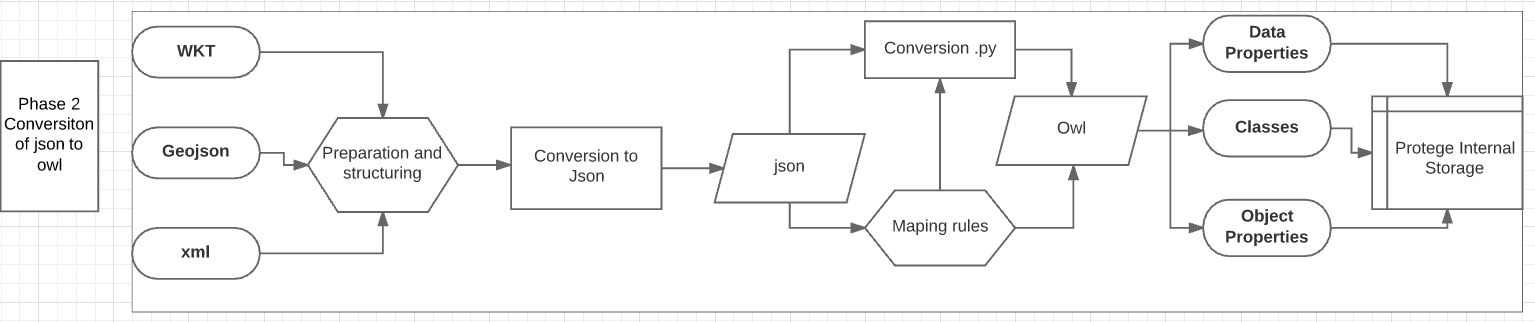 Phase 2
Conversiton
of json to
owl
WKT
Geojson
xml
Preparation and
structuring
Conversion to
Json
json
Conversion .py
Maping rules
Owl
Data
Properties
Classes
Object
Properties
Protege Internal
Storage